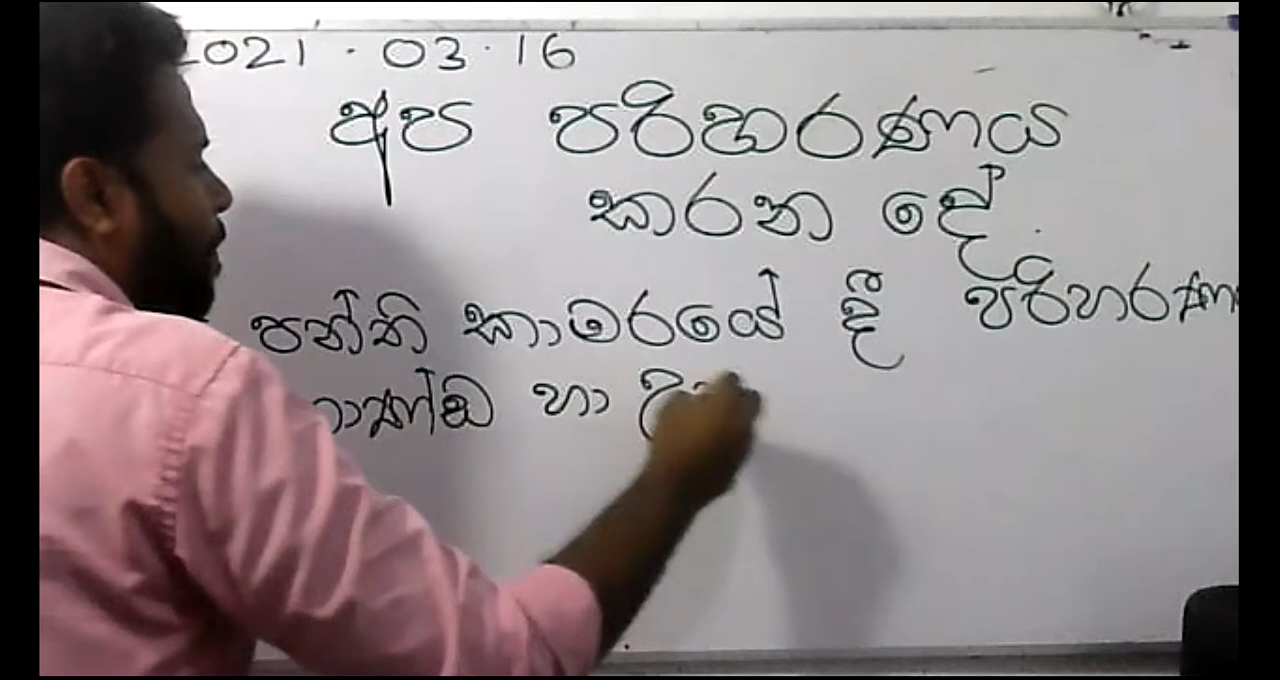 2021 · 03 · 16
අප පරිහරණය
කරන දේ
පන්ති කාමරයේ දී පරිහරණ
හා